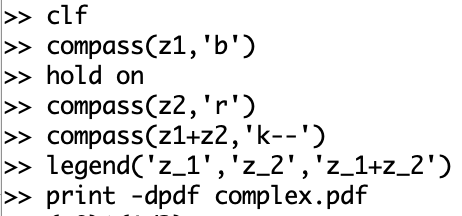 >> clf
>> compass(z1,'b')
>> hold on
>> compass(z2,'r')
>> compass(z1+z2,'k--')
>> legend('z_1','z_2','z_1+z_2')
>> print -dpdf complex.pdf